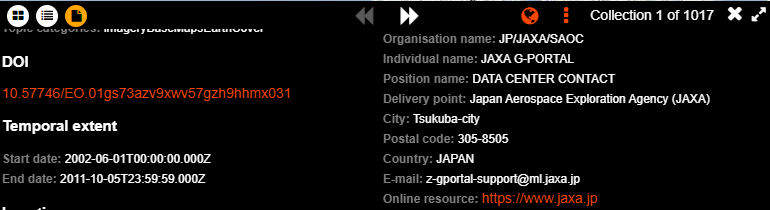 Collection 1 of 1017
Topic categories: imageryBaseMapsEarthCover
DOI
10.57746/EO.01gs73azv9xwv57gzh9hhmx031
Temporal extent
Start date: 2002-06-01T00:00:00.000Z
End date: 2011-10-05T23:59:59.000Z
Organisation name: JP/JAXA/SAOC
Individual name: JAXA G-PORTAL
Position name: DATA CENTER CONTACT
Delivery point: Japan Aerospace Exploration Agency (JAXA)
City: Tsukuba-city
Postal code: 305-8505
Country: JAPAN
E-mail: z-gportal-support@ml.jaxa.jp
Online resource: https://www.jaxa.jp